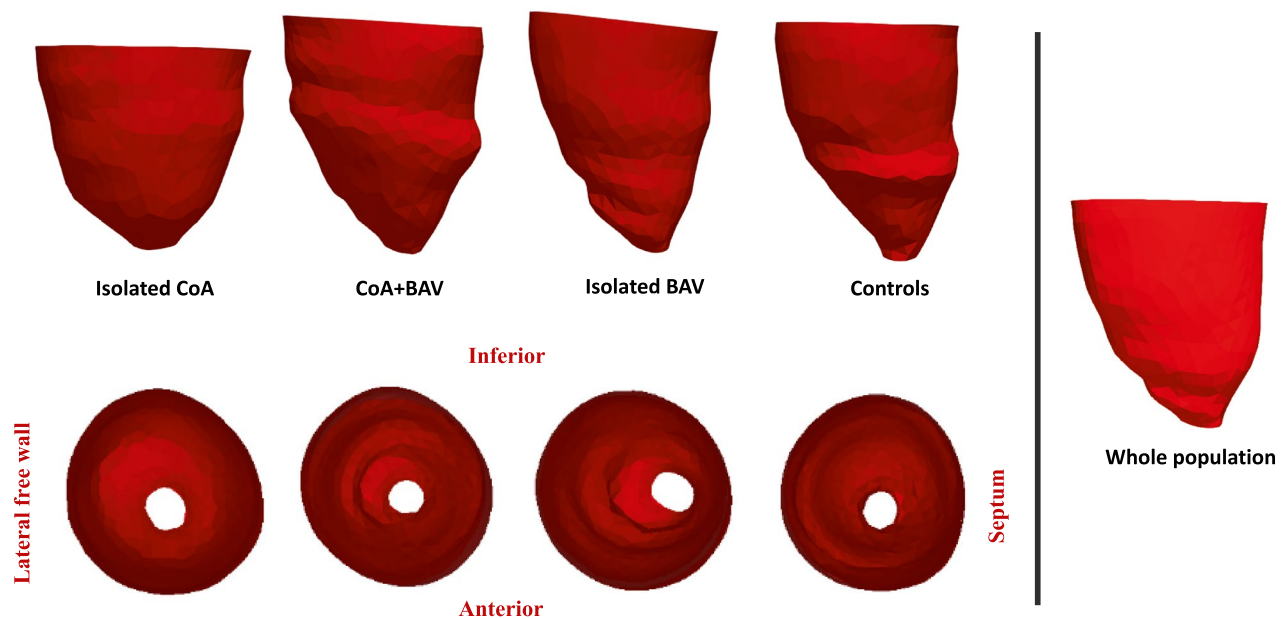 Isolated CoA
CoA+BAV
Isolated BAV
Controls
Inferior
Lateral free wall
Septum
Anterior
Whole population